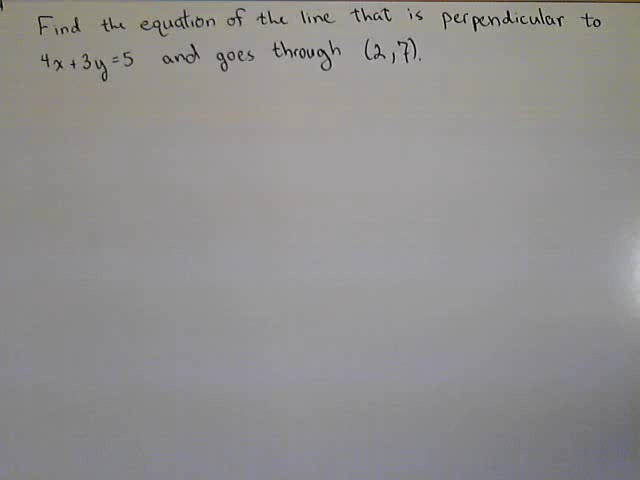 Find the equation of the line that is perpendicular to
4x+3y=5 and goes through (2,7).